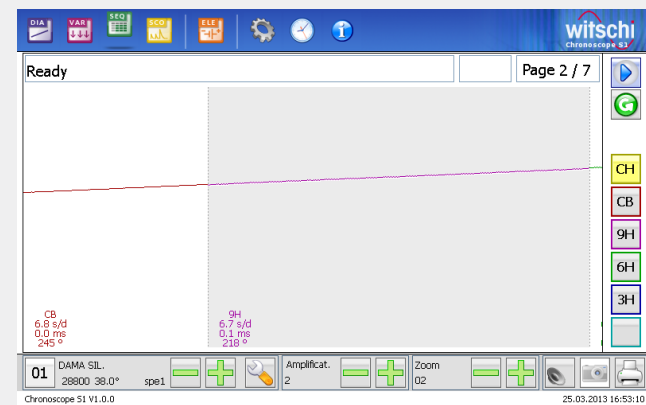 DIA VAR SEQ SCO ELE
witschi
Chronoscope S1
Ready
Page 2 / 7
CH
CB
9H
6H
3H
CB
6.8 s/d
0.0 ms
245 °
9H
6.7 s/d
0.1 ms
218 °
01
DAMA SIL.
28800 38.0° spe1
Amplificat.
2
Zoom
02
Chronoscope S1 V1.0.0
25.03.2013 16:53:10